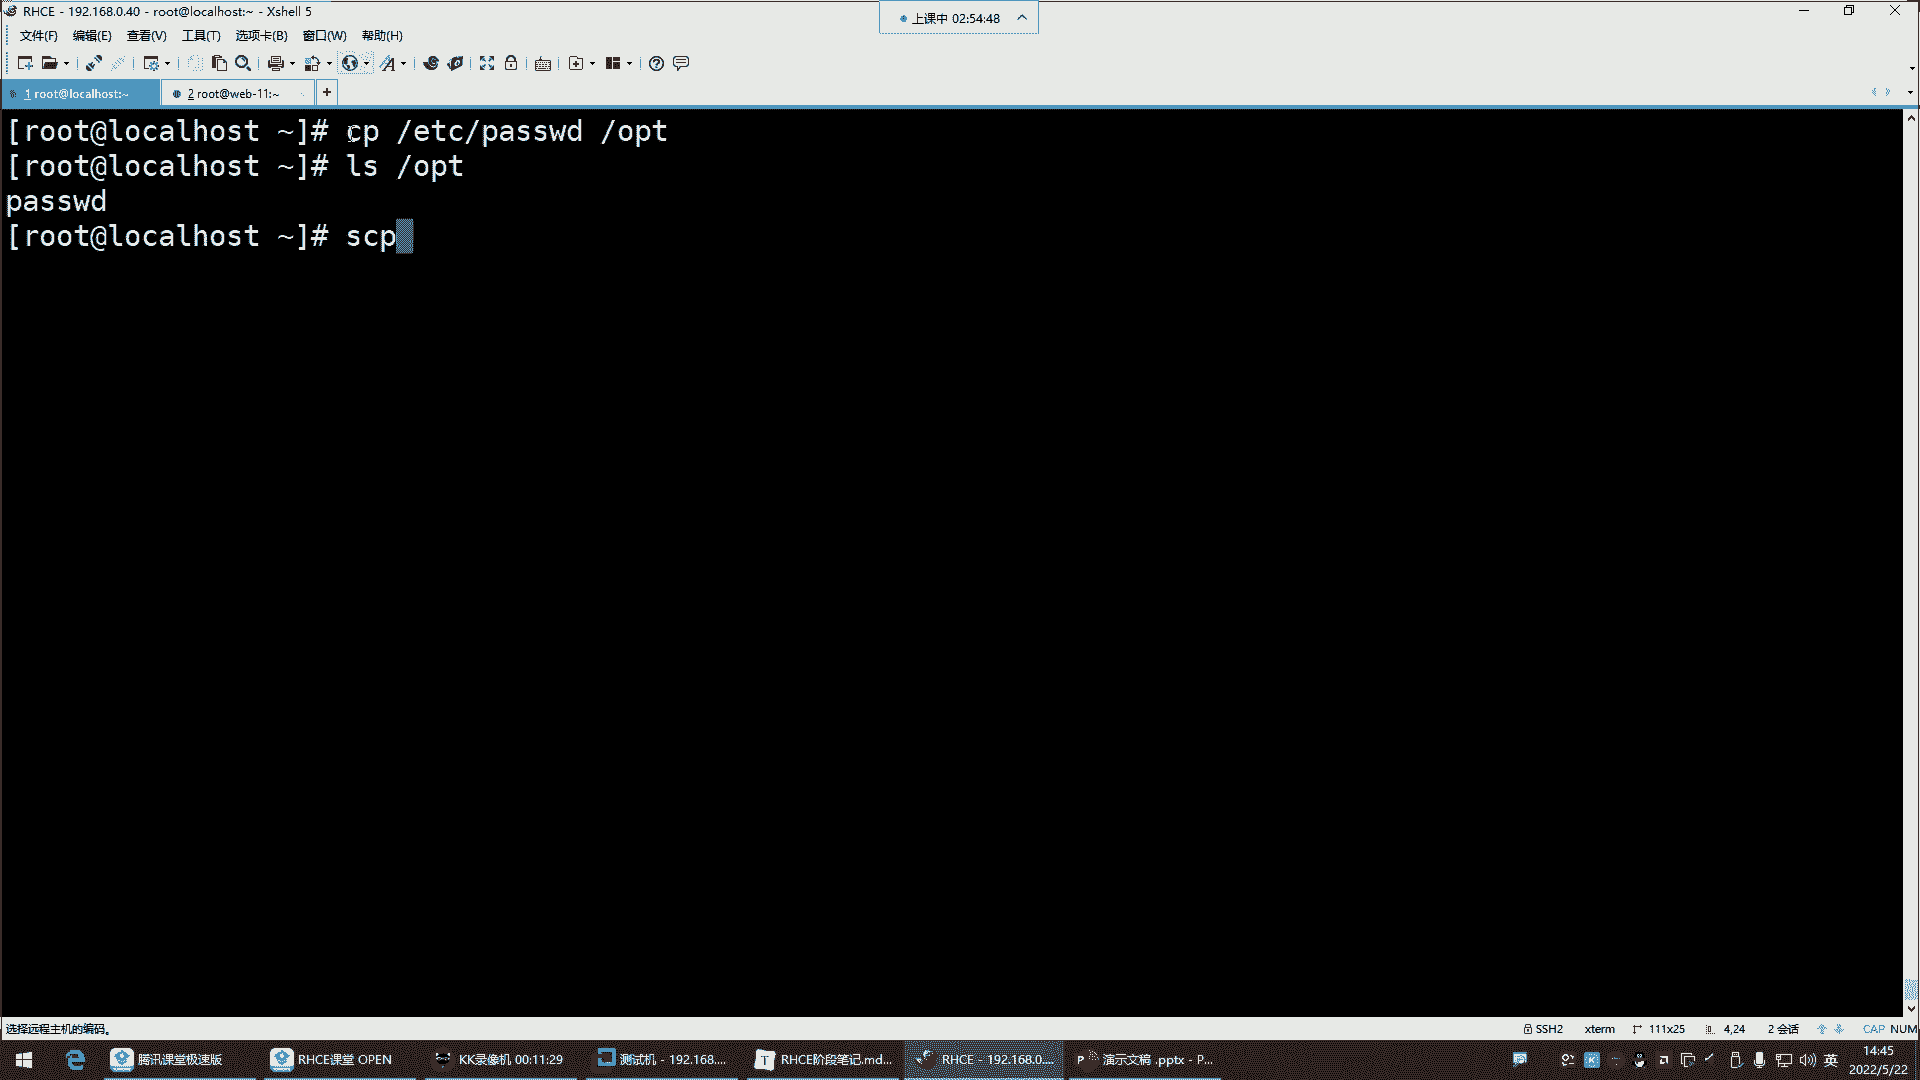 RHCE - 192.168.0.40 - root@localhost:~ - Xshell 5
上课中 02:54:48
文件(F) 编辑(E) 查看(V) 工具(T) 选项卡(B) 窗口(W) 帮助(H)
1 root@localhost:~
2 root@web-11:~
+
[root@localhost ~]# cp /etc/passwd /opt
[root@localhost ~]# ls /opt
passwd
[root@localhost ~]# scp
选择远程主机的编码。
SSH2 xterm 111x25 4,24 2 会话 CAP NUM
腾讯课堂极速版
RHCE课堂 OPEN
KK录像机 00:11:29
测试机 - 192.168....
RHCE阶段笔记.md...
RHCE - 192.168.0....
演示文稿 .pptx - P...
英
14:45
2022/5/22